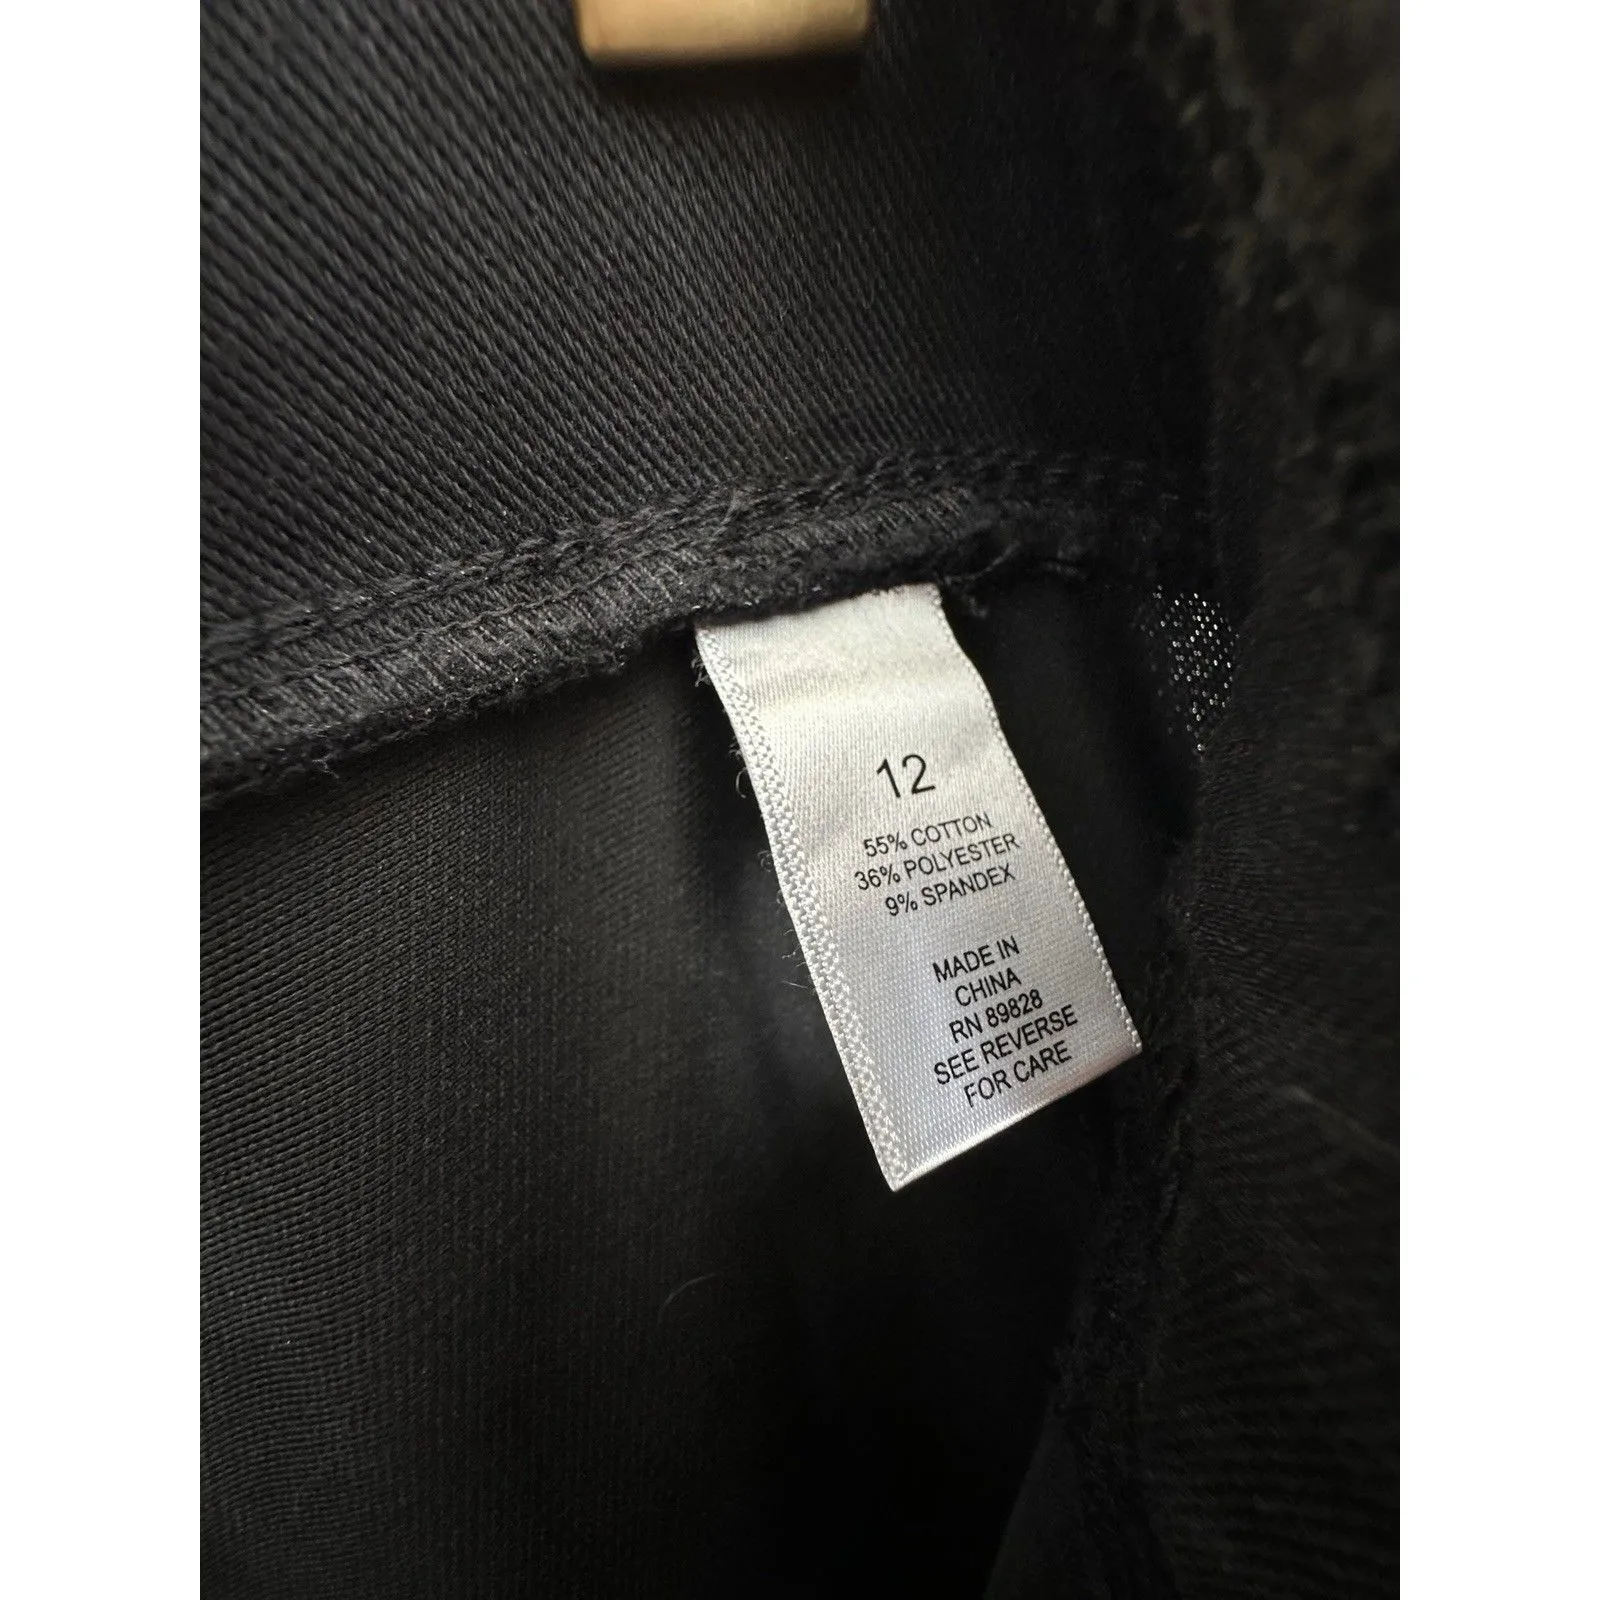 12
55% COTTON
36% POLYESTER
9% SPANDEX
MADE IN
CHINA
RN 89828
SEE REVERSE
FOR CARE